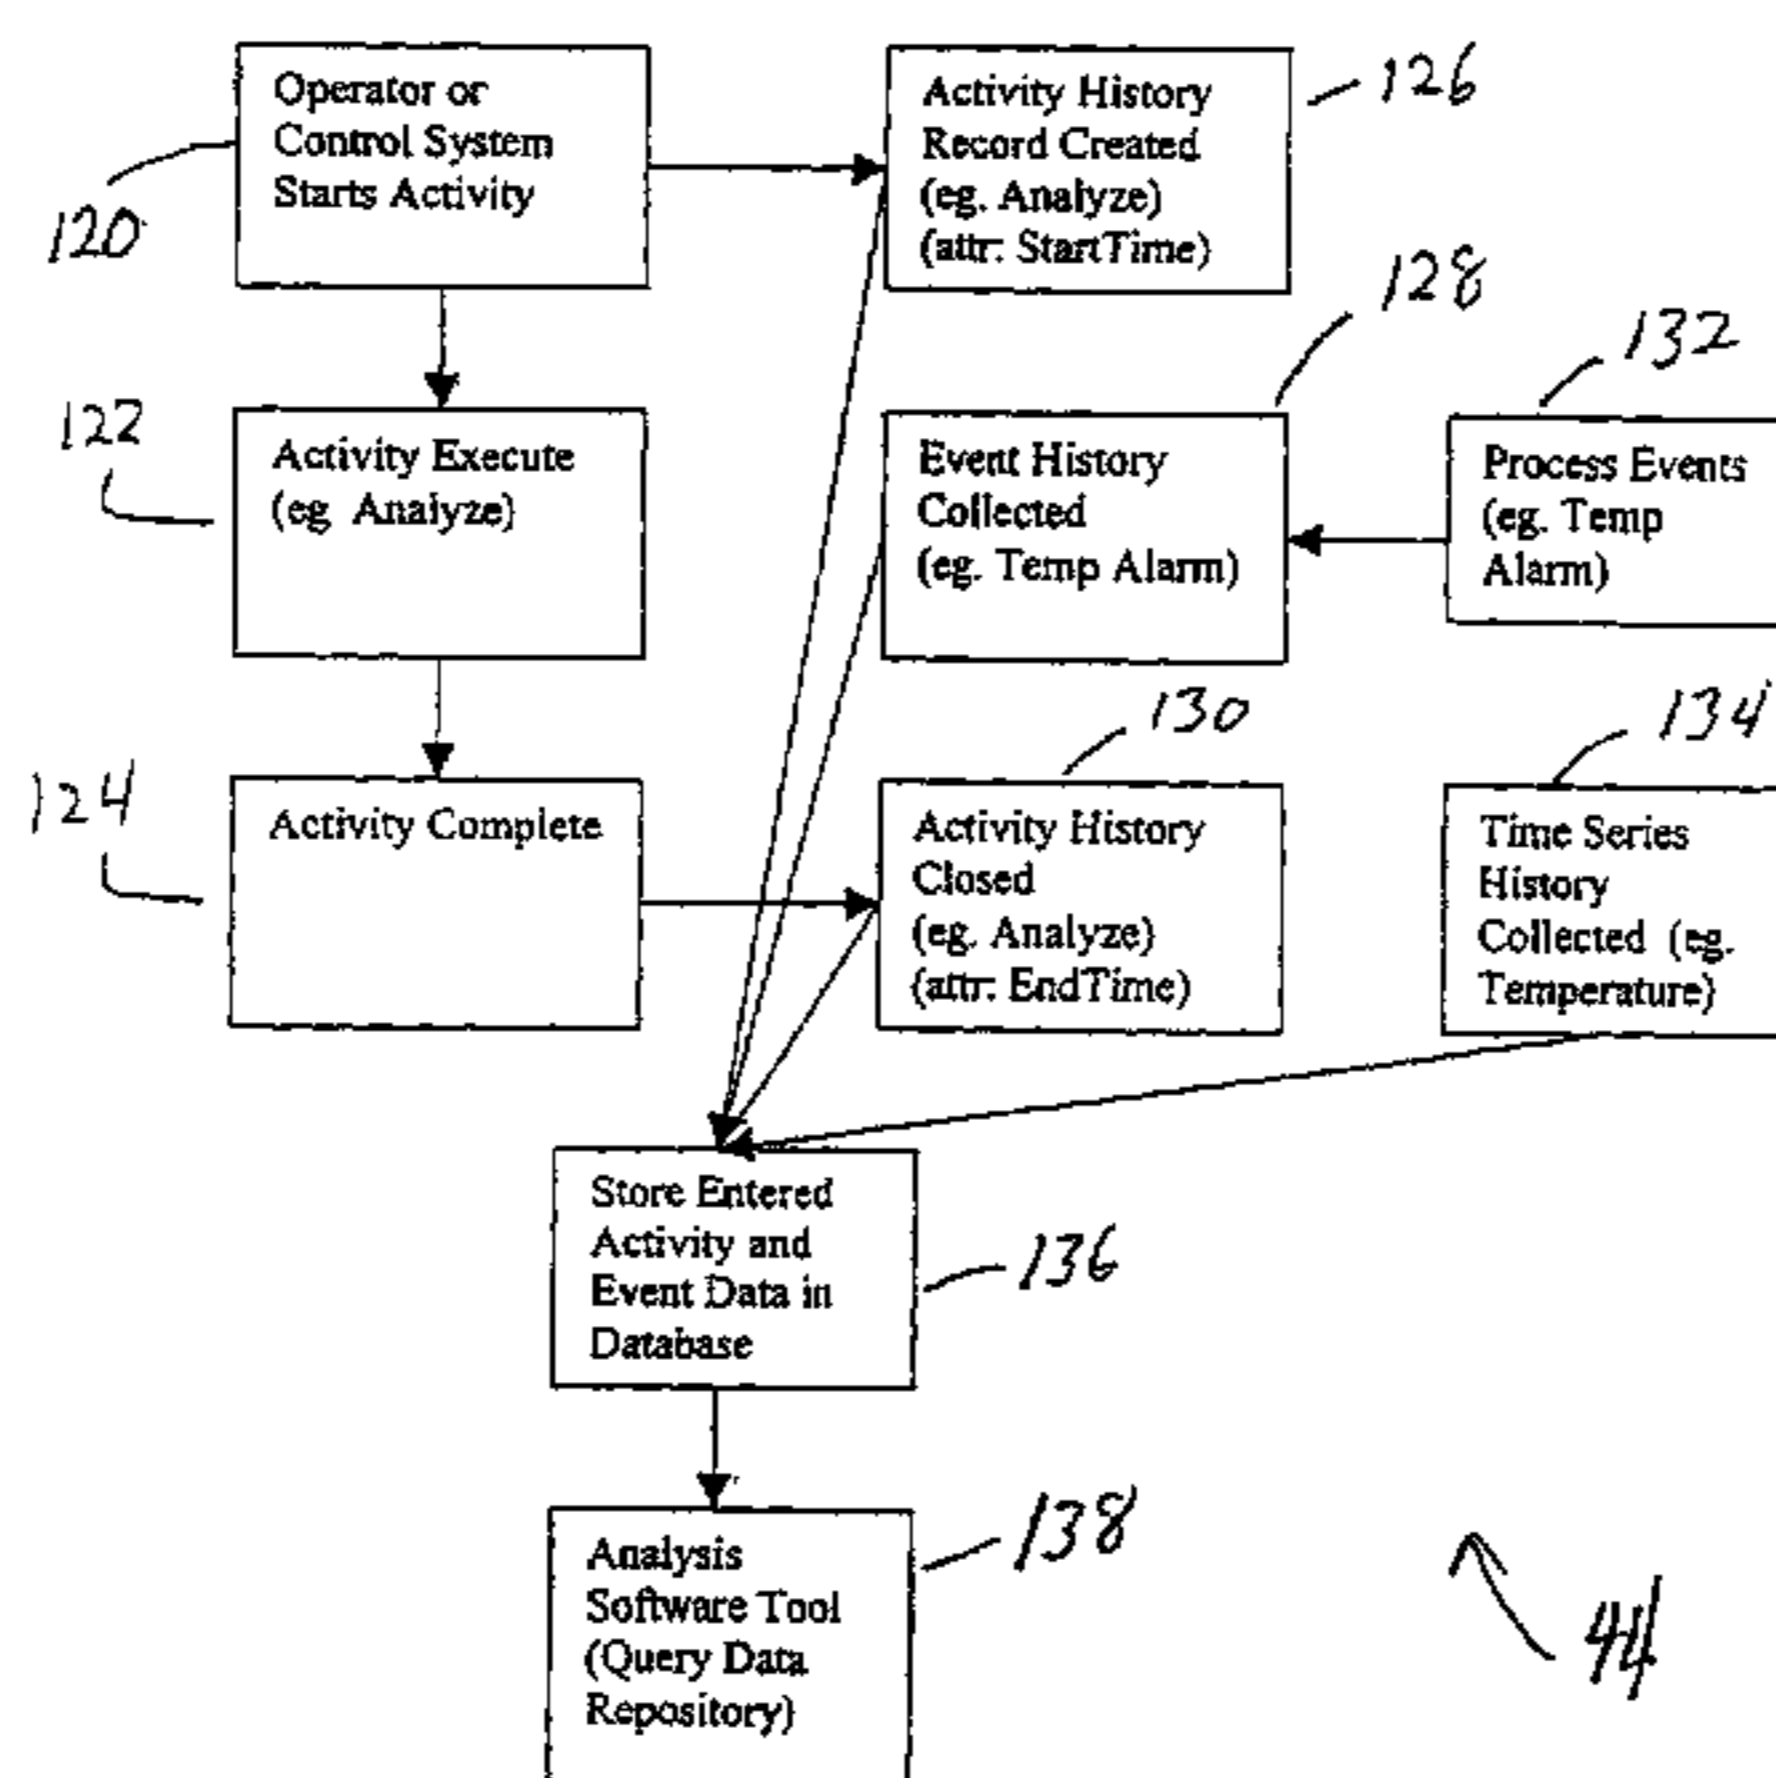 Operator or
Control System
Starts Activity
120
Activity History
Record Created
(eg. Analyze)
(attr: StartTime)
126
Activity Execute
(eg Analyze)
122
Event History
Collected
(eg. Temp Alarm)
128
Process Events
(eg. Temp
Alarm)
132
Activity Complete
124
Activity History
Closed
(eg. Analyze)
(attr: EndTime)
130
Time Series
History
Collected (eg.
Temperature)
134
Store Entered
Activity and
Event Data in
Database
136
Analysis
Software Tool
(Query Data
Repository)
138
44